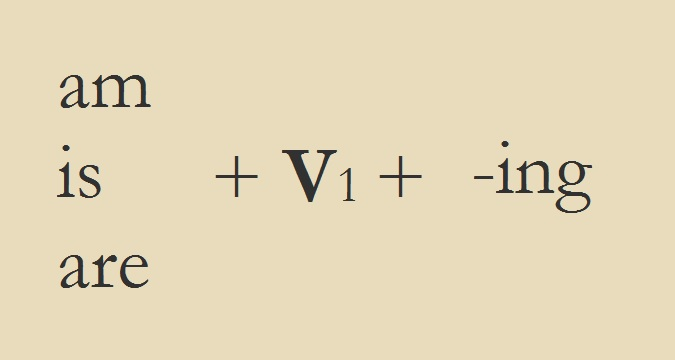 am
is + V1 + -ing
are